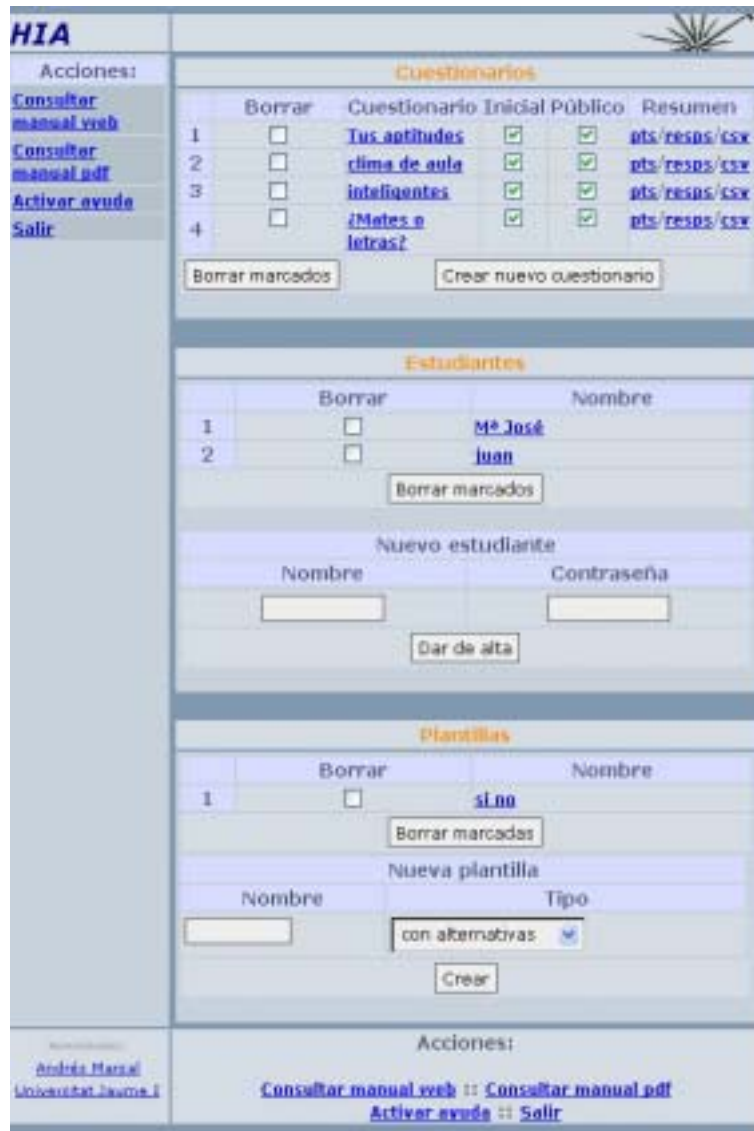 HIA
Acciones:
Consultar
manual web
Consultar
manual pdf
Activar ayuda
Salir
Cuestionarios
Borrar Cuestionario Inicial Público Resumen
1 Tus aptitudes pts/resps/csv
2 clima de aula pts/resps/csv
3 inteligentes pts/resps/csv
4 ¿Mates o
letras? pts/resps/csv
Borrar marcados Crear nuevo cuestionario
Estudiantes
Borrar Nombre
1 Mª José
2 juan
Borrar marcados
Nuevo estudiante
Nombre Contraseña
Dar de alta
Plantillas
Borrar Nombre
1 si no
Borrar marcadas
Nueva plantilla
Nombre Tipo
con alternativas
Crear
Andrés Marzal
Universitat Jaume I
Acciones:
Consultar manual web :: Consultar manual pdf
Activar ayuda :: Salir